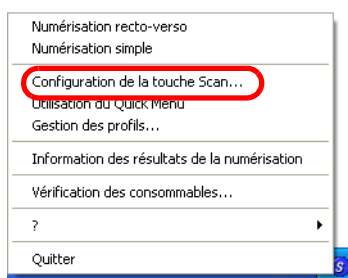 Numérisation recto-verso
Numérisation simple
Configuration de la touche Scan...
Utilisation du Quick Menu
Gestion des profils...
Information des résultats de la numérisation
Vérification des consommables...
?
Quitter
S